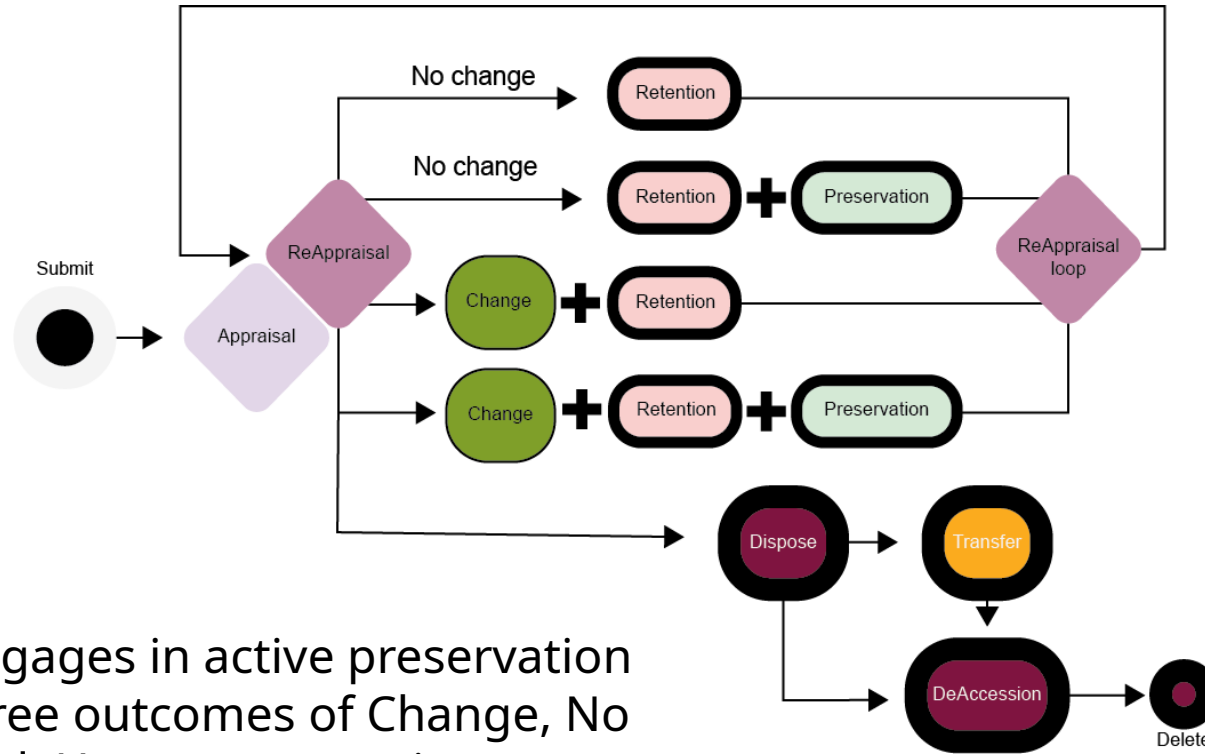 No change
Retention
No change
Retention
Preservation
ReAppraisal
ReAppraisal
loop
Submit
Change
Retention
Appraisal
Change
Retention
Preservation
Dispose
Transfer
DeAccession
Delete
gages in active preservation
ree outcomes of Change, No